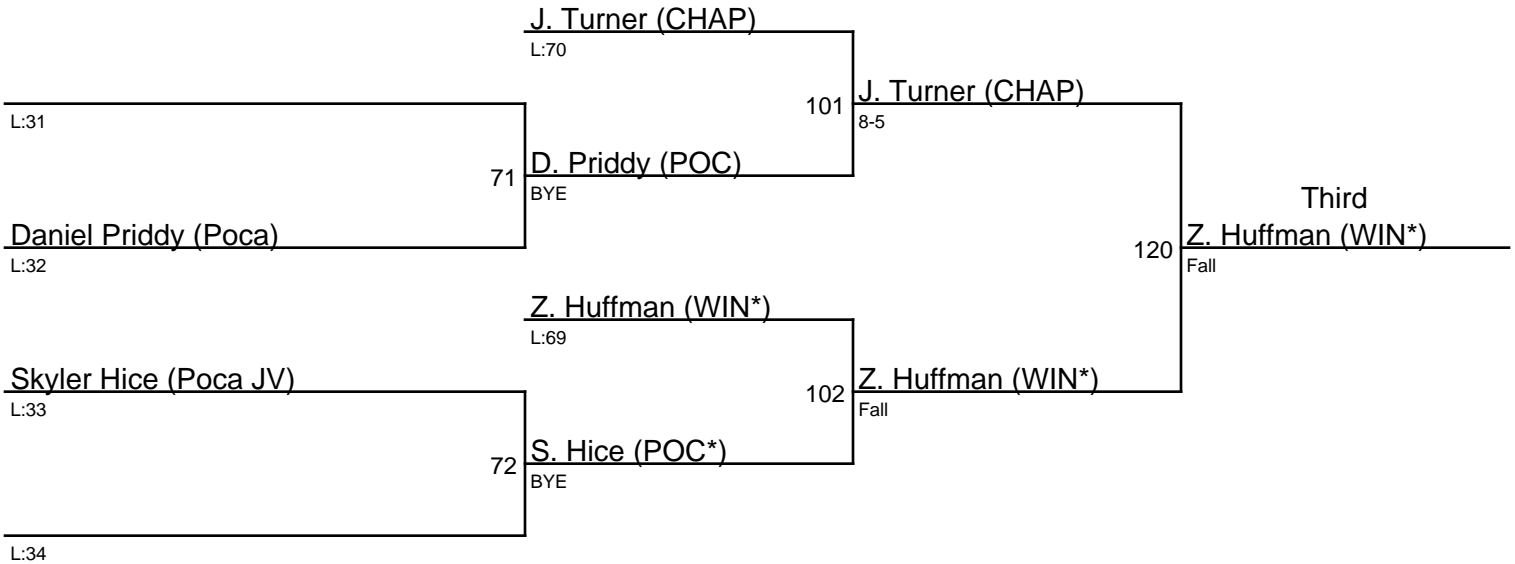 J. Turner (CHAP)
L:70
J. Turner (CHAP)
101
8-5
L:31
D. Priddy (POC)
71
BYE
Third
Daniel Priddy (Poca)
Z. Huffman (WIN*)
120
L:32
Fall
Z. Huffman (WIN*)
L:69
Skyler Hice (Poca JV)
Z. Huffman (WIN*)
102
L:33
Fall
S. Hice (POC*)
72
BYE
L:34